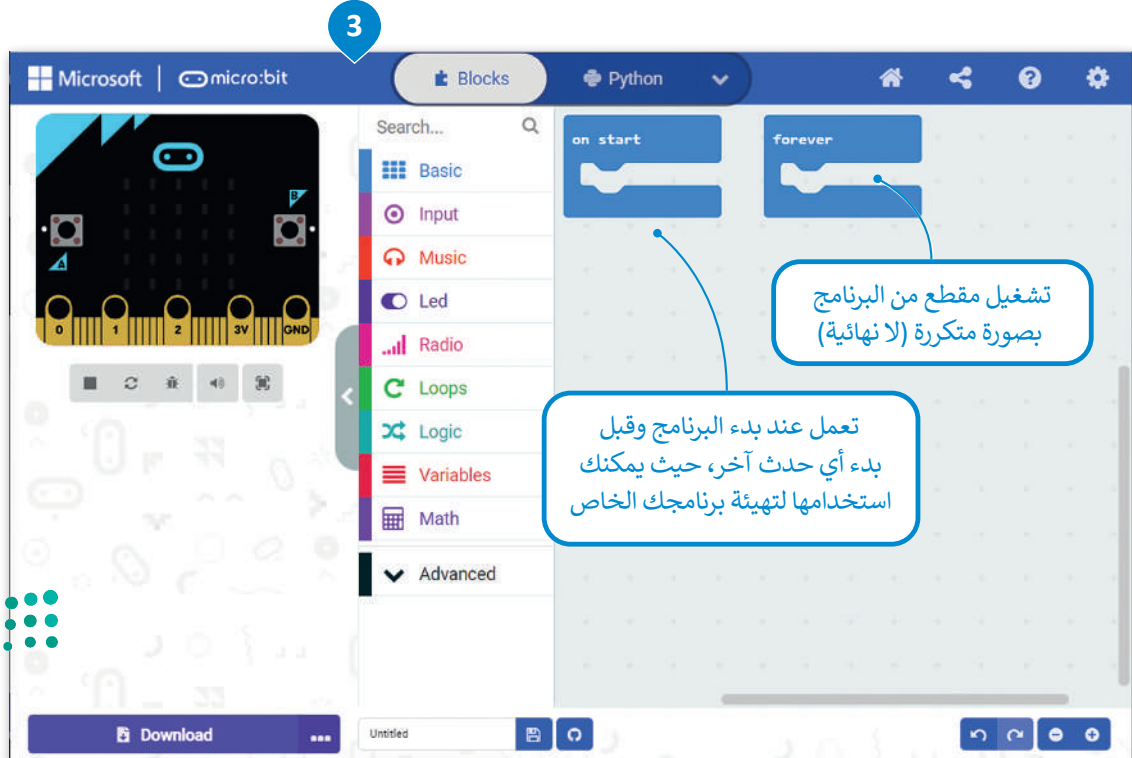 3
Microsoft | micro:bit
Blocks
Python
Search...
Basic
Input
Music
Led
Radio
Loops
Logic
Variables
Math
Advanced
on start
forever
تشغيل مقطع من البرنامج
بصورة متكررة (لا نهائية)
تعمل عند بدء البرنامج وقبل
بدء أي حدث آخر، حيث يمكنك
استخدامها لتهيئة برنامجك الخاص
B
A
0 1 2 3V GND
Download
Untitled